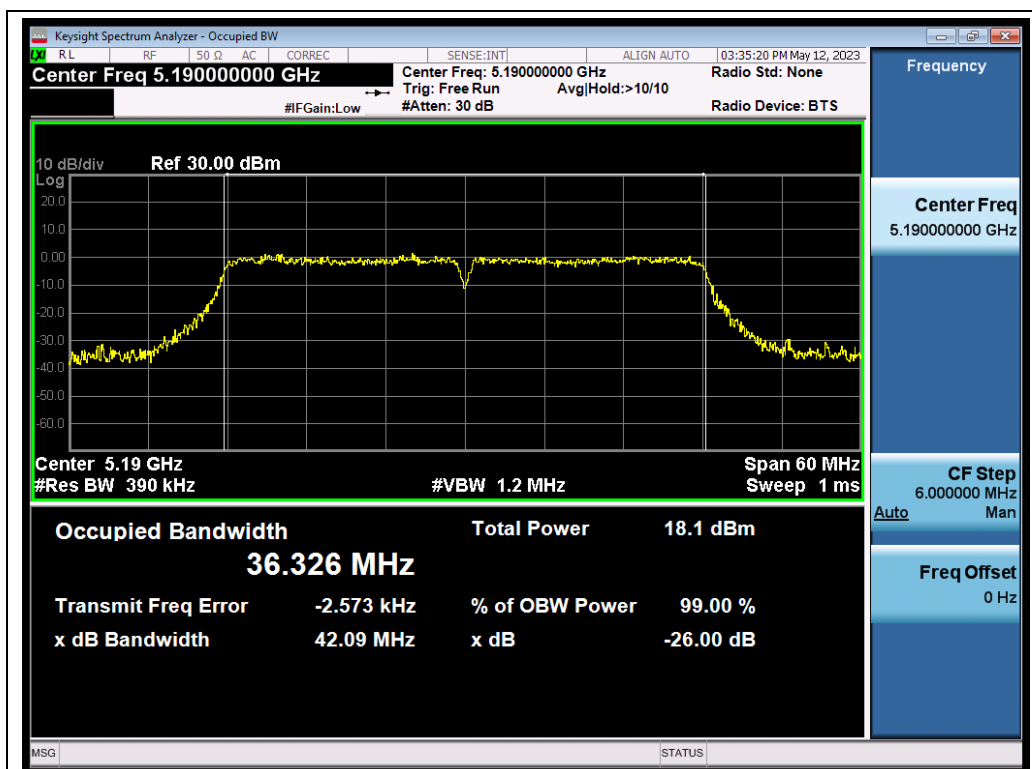 Keysight Spectrum Analyzer - Occupied BW
LXI RL RF 50 Ω AC CORREC SENSE:INT ALIGN AUTO 03:35:20 PM May 12, 2023
Center Freq 5.190000000 GHz Center Freq: 5.190000000 GHz Radio Std: None
Trig: Free Run Avg|Hold:>10/10
#IFGain:Low #Atten: 30 dB Radio Device: BTS
10 dB/div Ref 30.00 dBm
Log
20.0
10.0
0.00
-10.0
-20.0
-30.0
-40.0
-50.0
-60.0
Center 5.19 GHz Span 60 MHz
#Res BW 390 kHz #VBW 1.2 MHz Sweep 1 ms
Occupied Bandwidth Total Power 18.1 dBm
36.326 MHz
Transmit Freq Error -2.573 kHz % of OBW Power 99.00 %
x dB Bandwidth 42.09 MHz x dB -26.00 dB
MSG STATUS
Frequency
Center Freq
5.190000000 GHz
CF Step
6.000000 MHz
Auto Man
Freq Offset
0 Hz